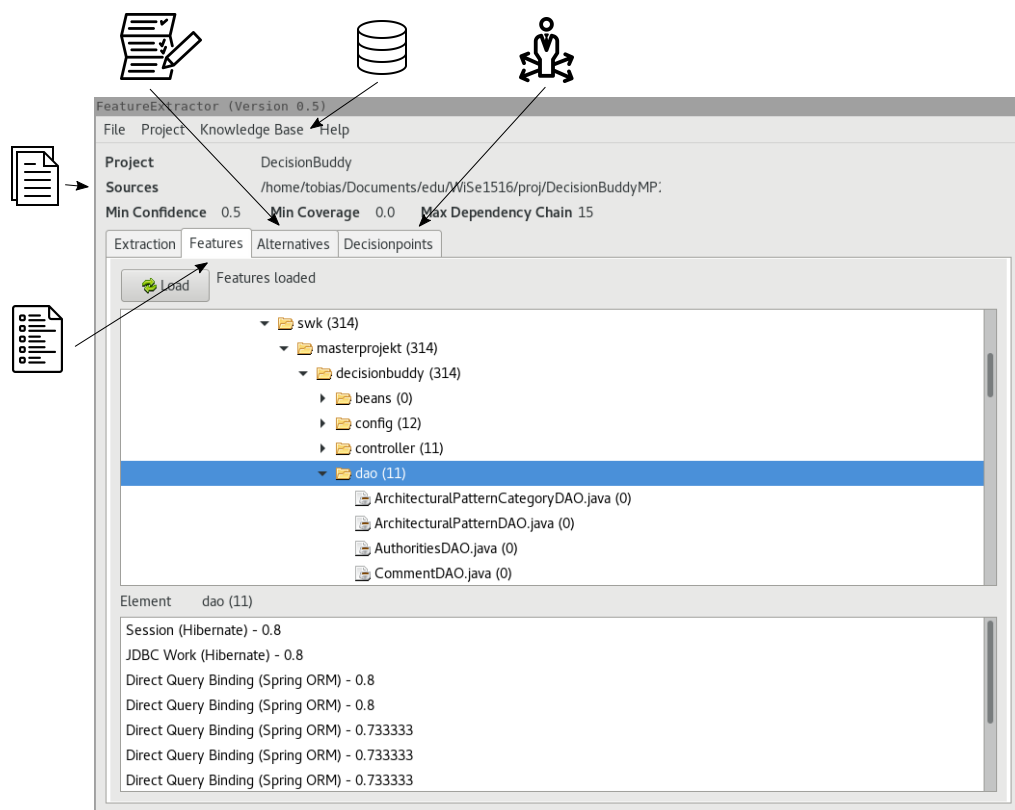 FeatureExtractor (Version 0.5)
File Project Knowledge Base Help
Project DecisionBuddy
Sources /home/tobias/Documents/edu/WiSe1516/proj/DecisionBuddyMP
Min Confidence 0.5 Min Coverage 0.0 Max Dependency Chain 15
Extraction Features Alternatives Decisionpoints
Load Features loaded
swk (314)
masterprojekt (314)
decisionbuddy (314)
beans (0)
config (12)
controller (11)
dao (11)
ArchitecturalPatternCategoryDAO.java (0)
ArchitecturalPatternDAO.java (0)
AuthoritiesDAO.java (0)
CommentDAO.java (0)
Element dao (11)
Session (Hibernate) - 0.8
JDBC Work (Hibernate) - 0.8
Direct Query Binding (Spring ORM) - 0.8
Direct Query Binding (Spring ORM) - 0.8
Direct Query Binding (Spring ORM) - 0.733333
Direct Query Binding (Spring ORM) - 0.733333
Direct Query Binding (Spring ORM) - 0.733333